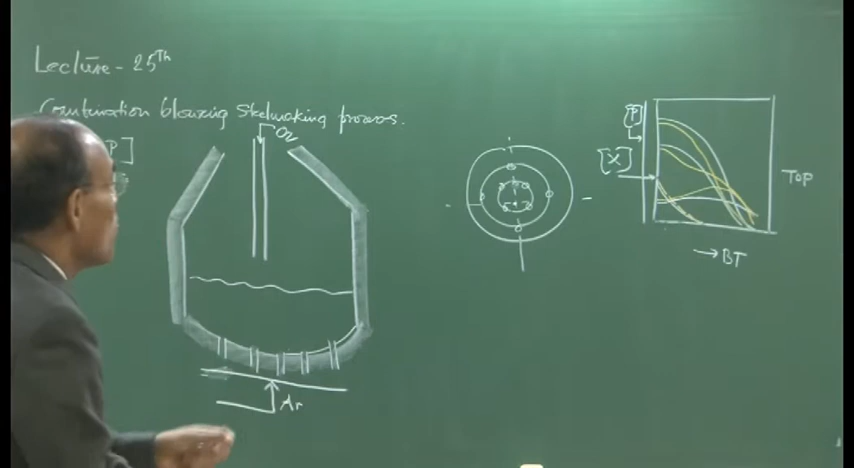 Lecture - 25Th
Combination blowing Steelmaking process.
P]
O2
Ar
[P]
[X]
TOP
→ BT